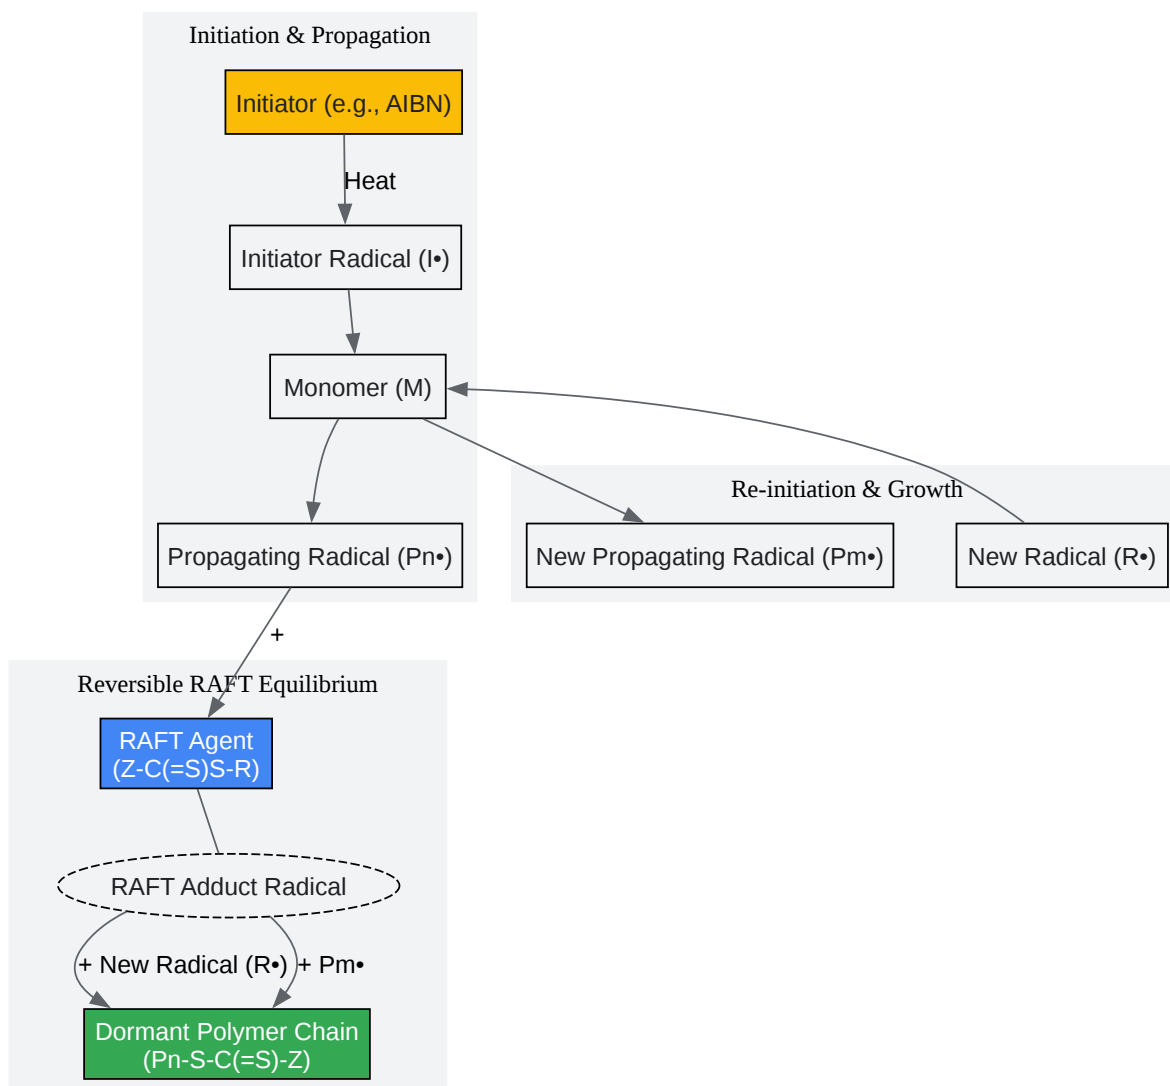 Initiation & Propagation
Initiator (e.g., AIBN)
Heat
Initiator Radical (I•)
Monomer (M)
Re-initiation & Growth
Propagating Radical (Pn•)
New Propagating Radical (Pm•)
New Radical (R•)
+
Reversible RAFT Equilibrium
RAFT Agent
(Z-C(=S)S-R)
RAFT Adduct Radical
+ New Radical (R•)
+ Pm•
Dormant Polymer Chain
(Pn-S-C(=S)-Z)